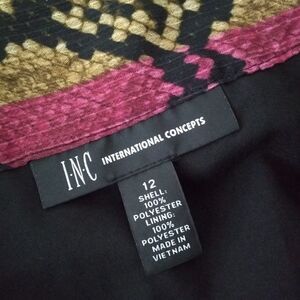 I·N·C INTERNATIONAL CONCEPTS
12
SHELL:
100%
POLYESTER
LINING:
100%
POLYESTER
MADE IN
VIETNAM